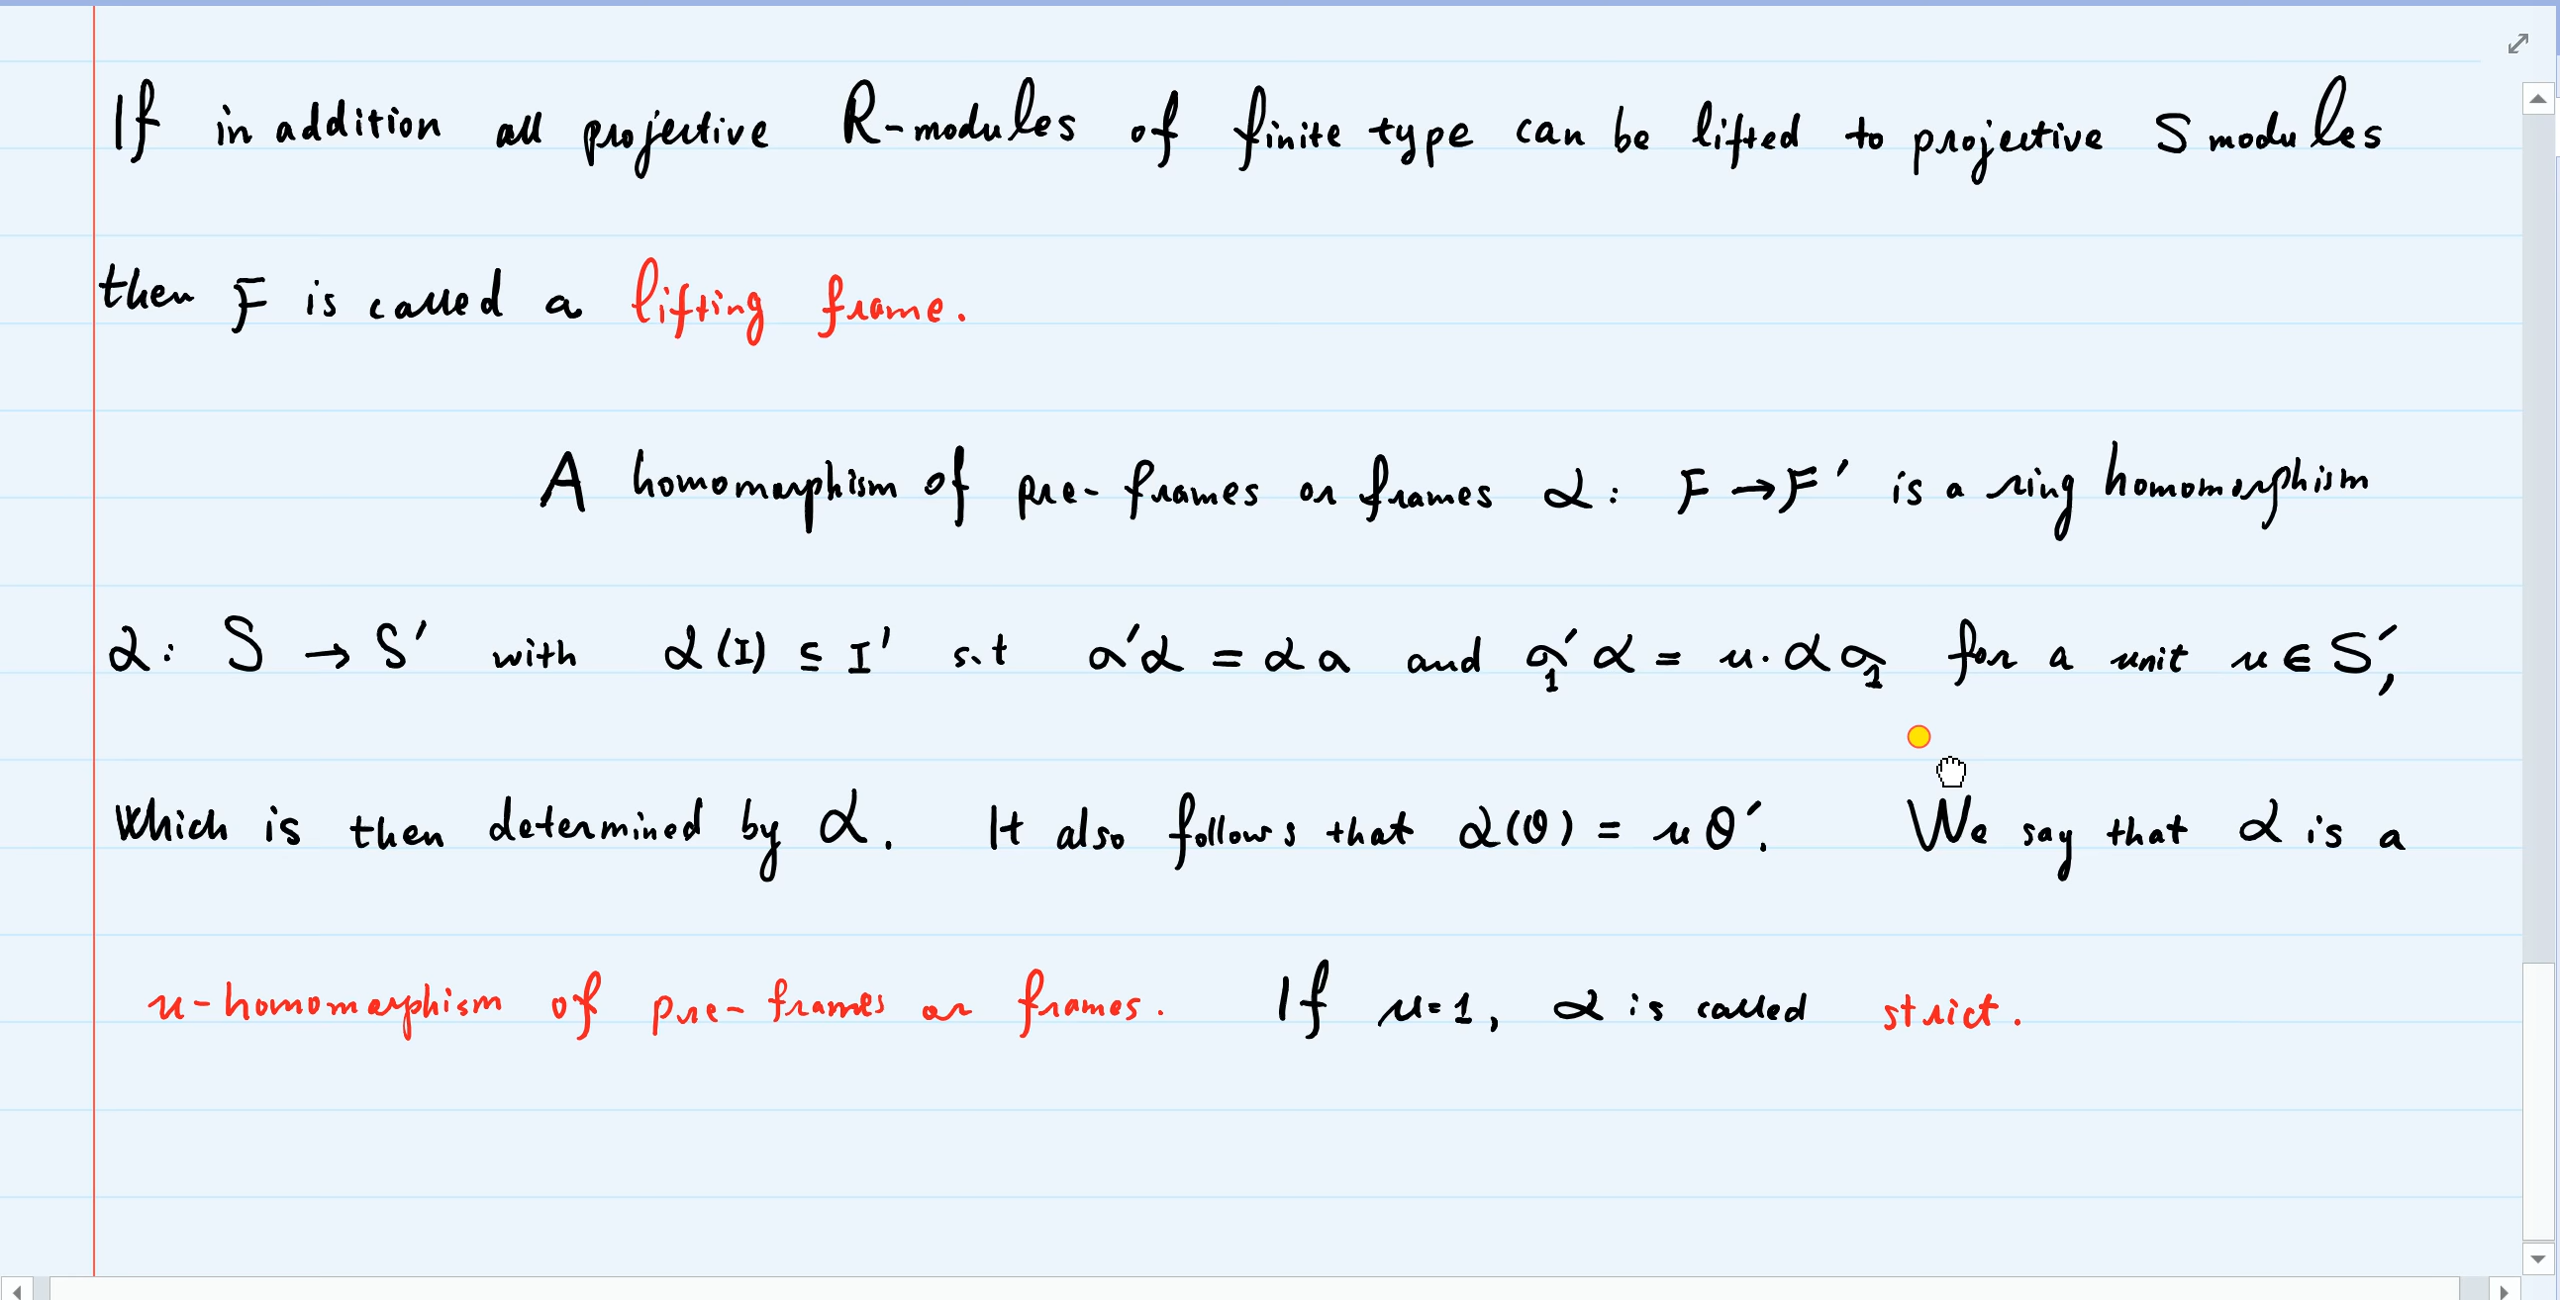 If in addition all projective R-modules of finite type can be lifted to projective S modules
then F is called a lifting frame.
A homomorphism of pre-frames or frames α: F → F' is a ring homomorphism
α: S → S' with α(I) ⊆ I' s.t σ'α = ασ and σ₁'α = u·ασ₁ for a unit u ∈ S',
Which is then determined by α. It also follows that α(θ) = uθ'. We say that α is a
u-homomorphism of pre-frames or frames. If u=1, α is called strict.